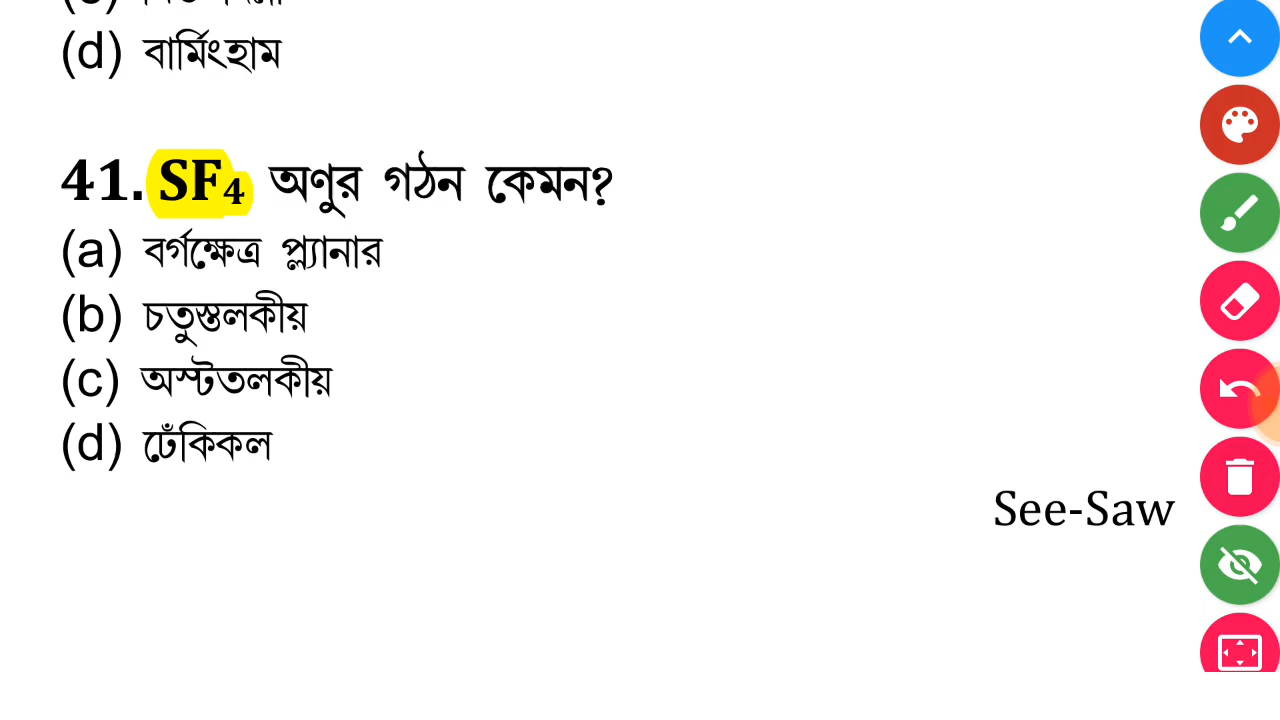 (d) বার্মিংহাম
41. SF₄ অণুর গঠন কেমন?
(a) বর্গক্ষেত্র প্ল্যানার
(b) চতুস্তলকীয়
(c) অস্টতলকীয়
(d) ঢেঁকিকল
See-Saw